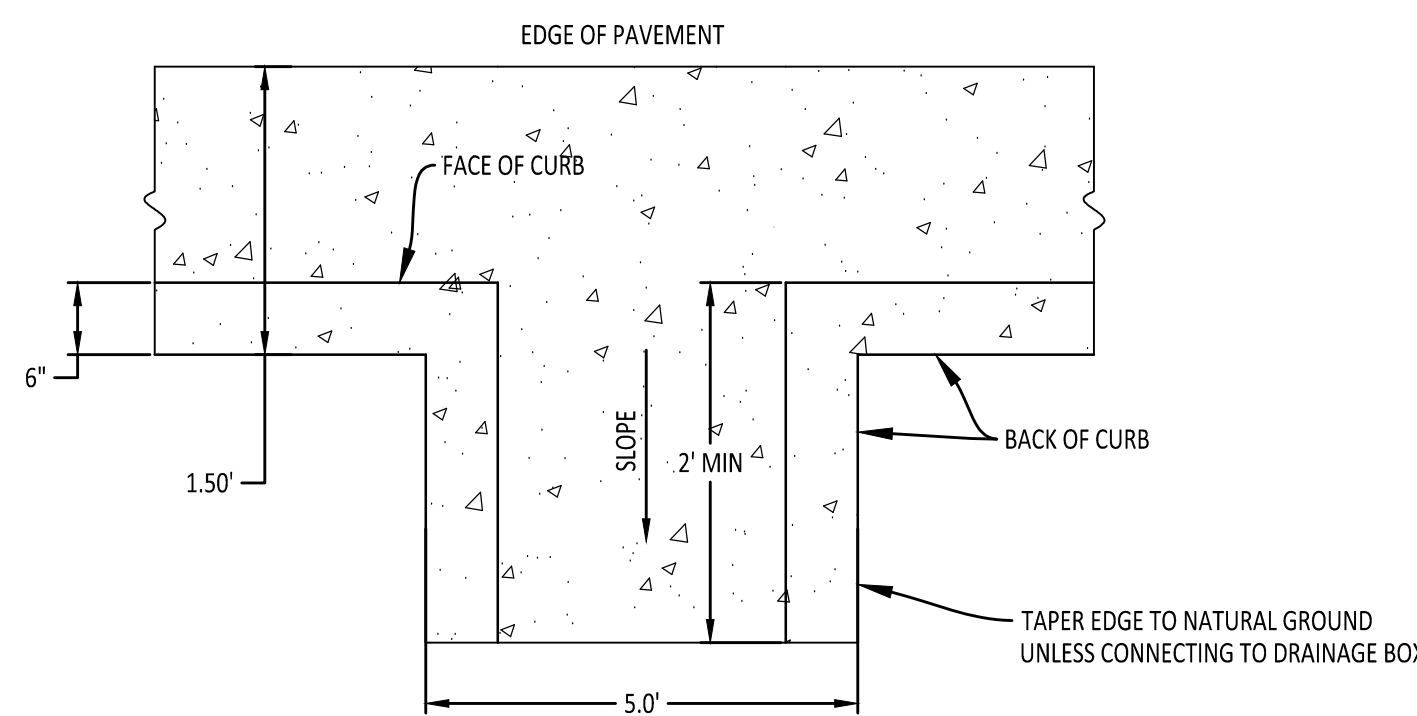 EDGE OF PAVEMENT
FACE OF CURB
6"
1.50'
SLOPE
2' MIN
BACK OF CURB
TAPER EDGE TO NATURAL GROUND
UNLESS CONNECTING TO DRAINAGE BOX
5.0'